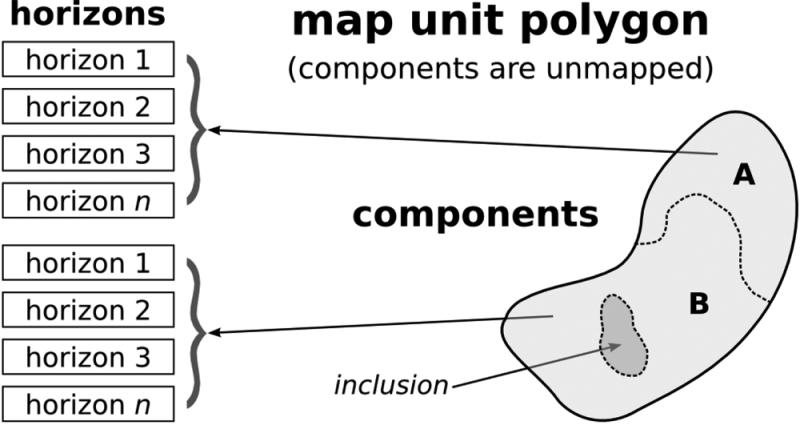 horizons
horizon 1
horizon 2
horizon 3
horizon n
horizon 1
horizon 2
horizon 3
horizon n
map unit polygon
(components are unmapped)
components
A
B
inclusion